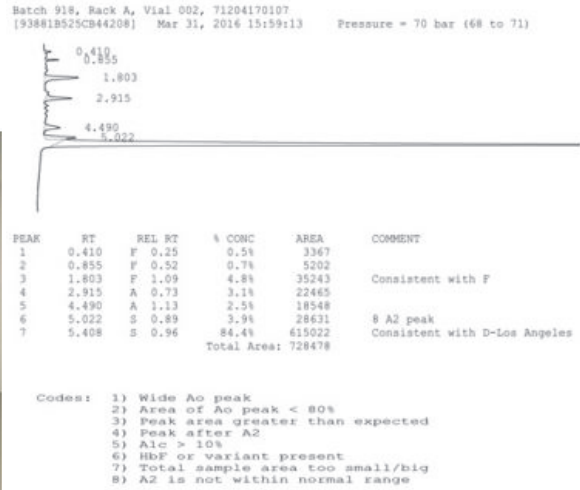 Batch 918, Rack A, Vial 002, 71204170107
[93881B525CB44208] Mar 31, 2016 15:59:13 Pressure = 70 bar (68 to 71)
0.410
0.855
1.803
2.915
4.490
5.022
PEAK RT REL RT % CONC AREA COMMENT
1 0.410 F 0.25 0.5% 3367
2 0.855 F 0.52 0.7% 5202
3 1.803 F 1.09 4.8% 35243 Consistent with F
4 2.915 A 0.73 3.1% 22465
5 4.490 A 1.13 2.5% 18548
6 5.022 S 0.89 3.9% 28631 8 A2 peak
7 5.408 S 0.96 84.4% 615022 Consistent with D-Los Angeles
Total Area: 728478
Codes: 1) Wide Ao peak
2) Area of Ao peak < 80%
3) Peak area greater than expected
4) Peak after A2
5) A1c > 10%
6) HbF or variant present
7) Total sample area too small/big
8) A2 is not within normal range